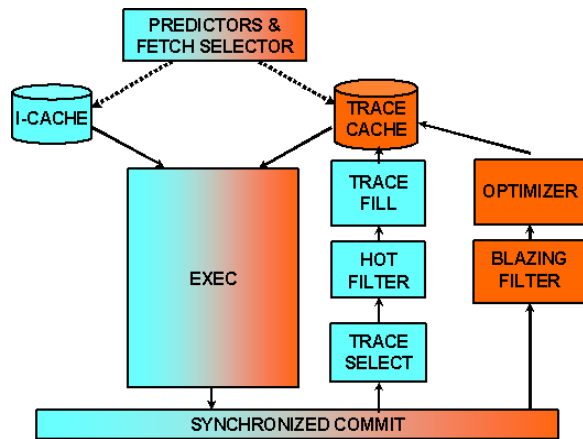 PREDICTORS &
FETCH SELECTOR
I-CACHE
TRACE
CACHE
TRACE
FILL
OPTIMIZER
EXEC
HOT
FILTER
BLAZING
FILTER
TRACE
SELECT
SYNCHRONIZED COMMIT